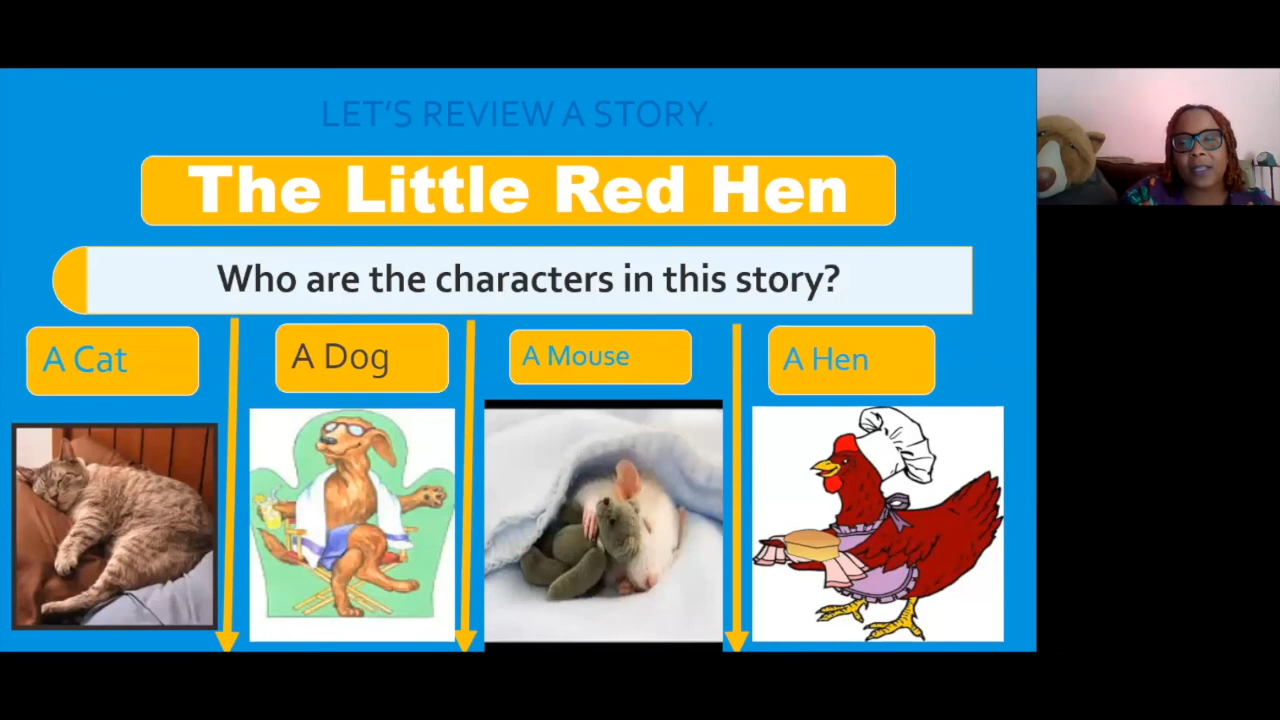 LET'S REVIEW A STORY.
The Little Red Hen
Who are the characters in this story?
A Cat
A Dog
A Mouse
A Hen